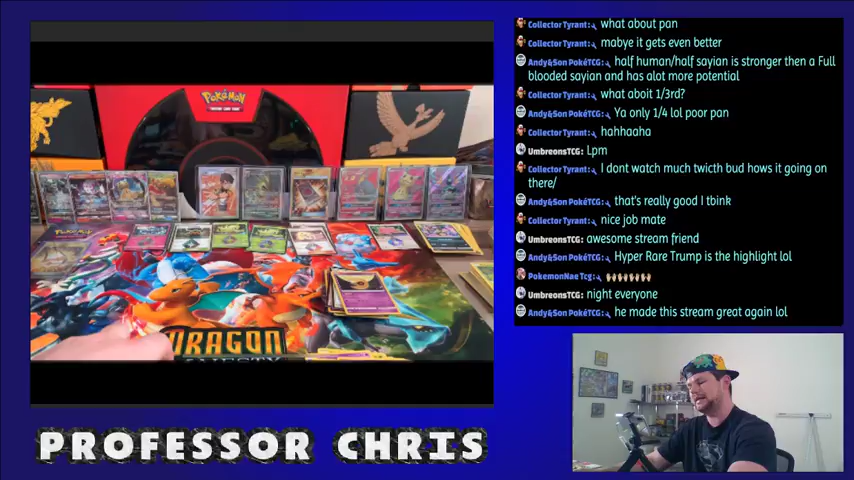 Collector Tyrant: what about pan
Collector Tyrant: mabye it gets even better
Andy&Son PokéTCG: half human/half sayian is stronger then a Full
blooded sayian and has alot more potential
Collector Tyrant: what aboit 1/3rd?
Andy&Son PokéTCG: Ya only 1/4 lol poor pan
Collector Tyrant: hahhaaha
UmbreonsTCG: Lpm
Collector Tyrant: I dont watch much twicth bud hows it going on
there/
Andy&Son PokéTCG: that's really good I tbink
Collector Tyrant: nice job mate
UmbreonsTCG: awesome stream friend
Andy&Son PokéTCG: Hyper Rare Trump is the highlight lol
PokemonNae Tcg:
UmbreonsTCG: night everyone
Andy&Son PokéTCG: he made this stream great again lol
Pokémon
DRAGON
MAJESTY
PROFESSOR CHRIS